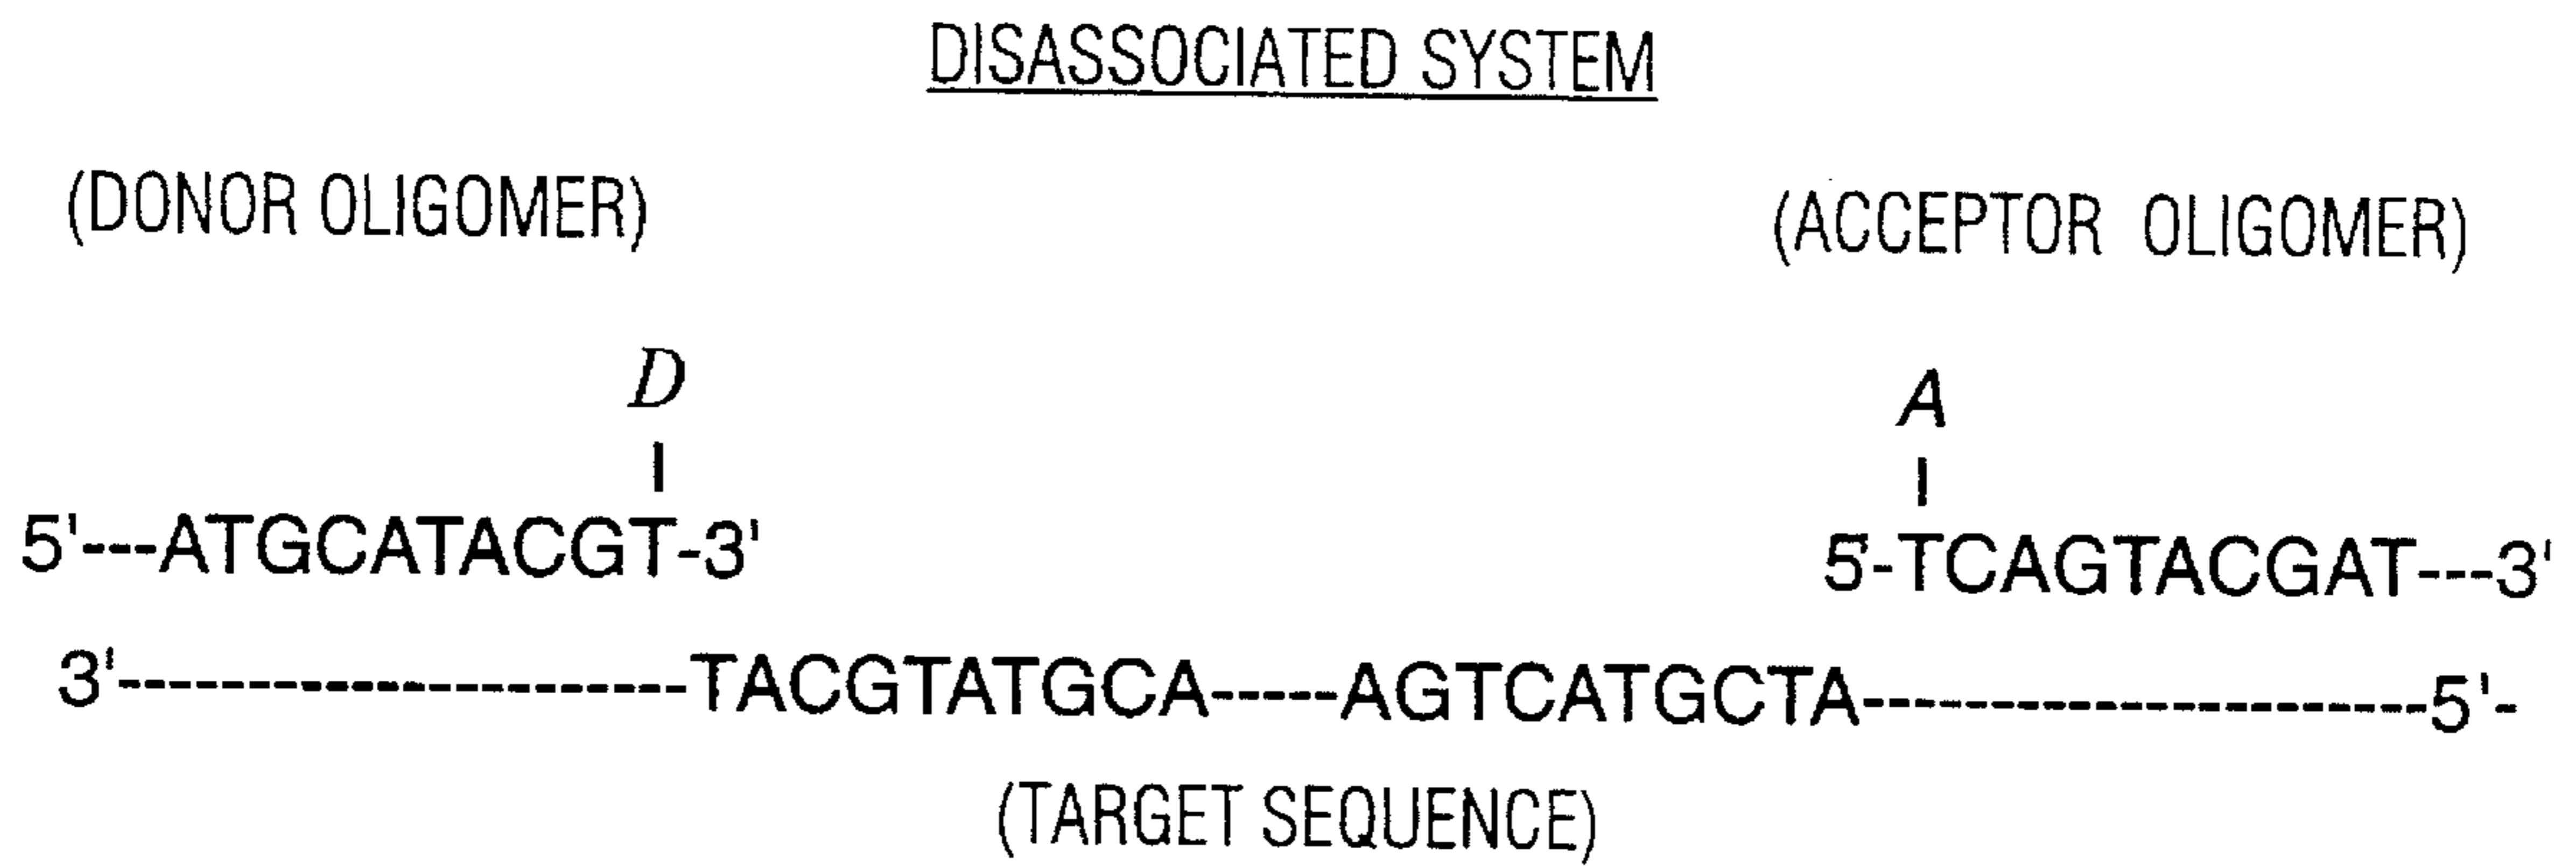 DISASSOCIATED SYSTEM
(DONOR OLIGOMER) (ACCEPTOR OLIGOMER)
D A
5'---ATGCATACGT-3' 5'-TCAGTACGAT---3'
3'----------------------TACGTATGCA-----AGTCATGCTA----------------------5'-
(TARGET SEQUENCE)